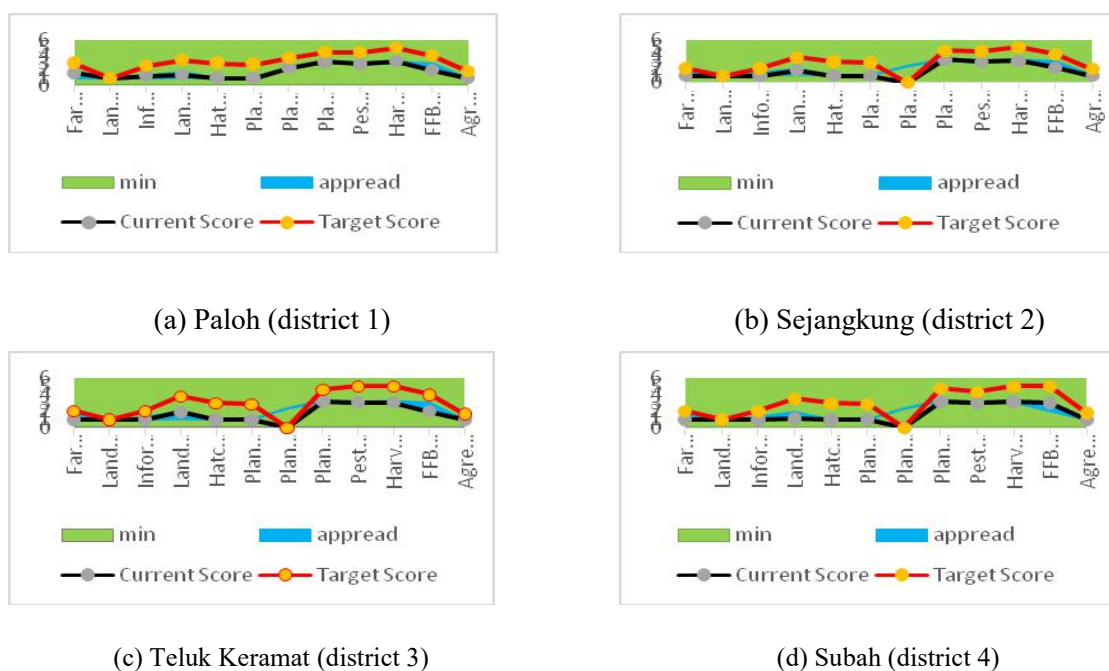 6
0
Far...
Lan...
Inf...
Lan...
Hat...
Pla...
Pla...
Pla...
Pes...
Har...
FFB...
Agr...
min appread
Current Score Target Score
(a) Paloh (district 1)
6
0
Far...
Lan...
Info...
Lan...
Hat...
Pla...
Pla...
Pla...
Pes...
Har...
FFB...
Agr...
min appread
Current Score Target Score
(b) Sejangkung (district 2)
6
0
Far...
Land...
Infor...
Land...
Hatc...
Plan...
Plan...
Plan...
Pest...
Harv...
FFB...
Agre...
min appread
Current Score Target Score
(c) Teluk Keramat (district 3)
6
0
Far...
Land...
Infor...
Land...
Hatc...
Plan...
Plan...
Plan...
Pest...
Harv...
FFB...
Agre...
min appread
Current Score Target Score
(d) Subah (district 4)